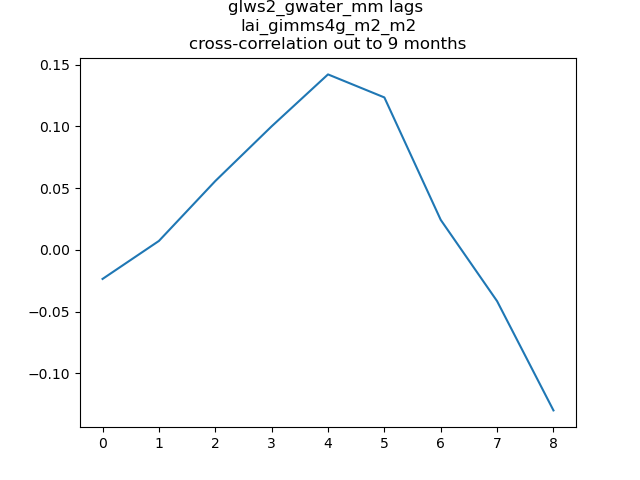 glws2_gwater_mm lags
lai_gimms4g_m2_m2
cross-correlation out to 9 months
0.15
0.10
0.05
0.00
−0.05
−0.10
0 1 2 3 4 5 6 7 8